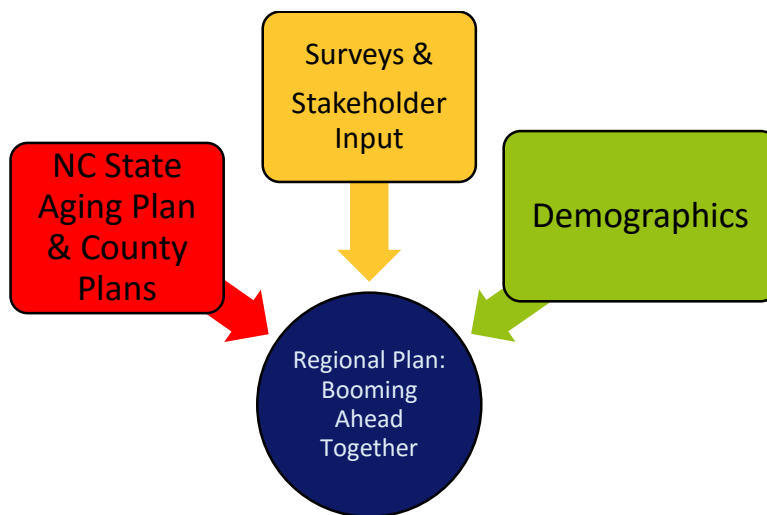 NC State
Aging Plan
& County
Plans
Surveys &
Stakeholder
Input
Demographics
Regional Plan:
Booming
Ahead
Together